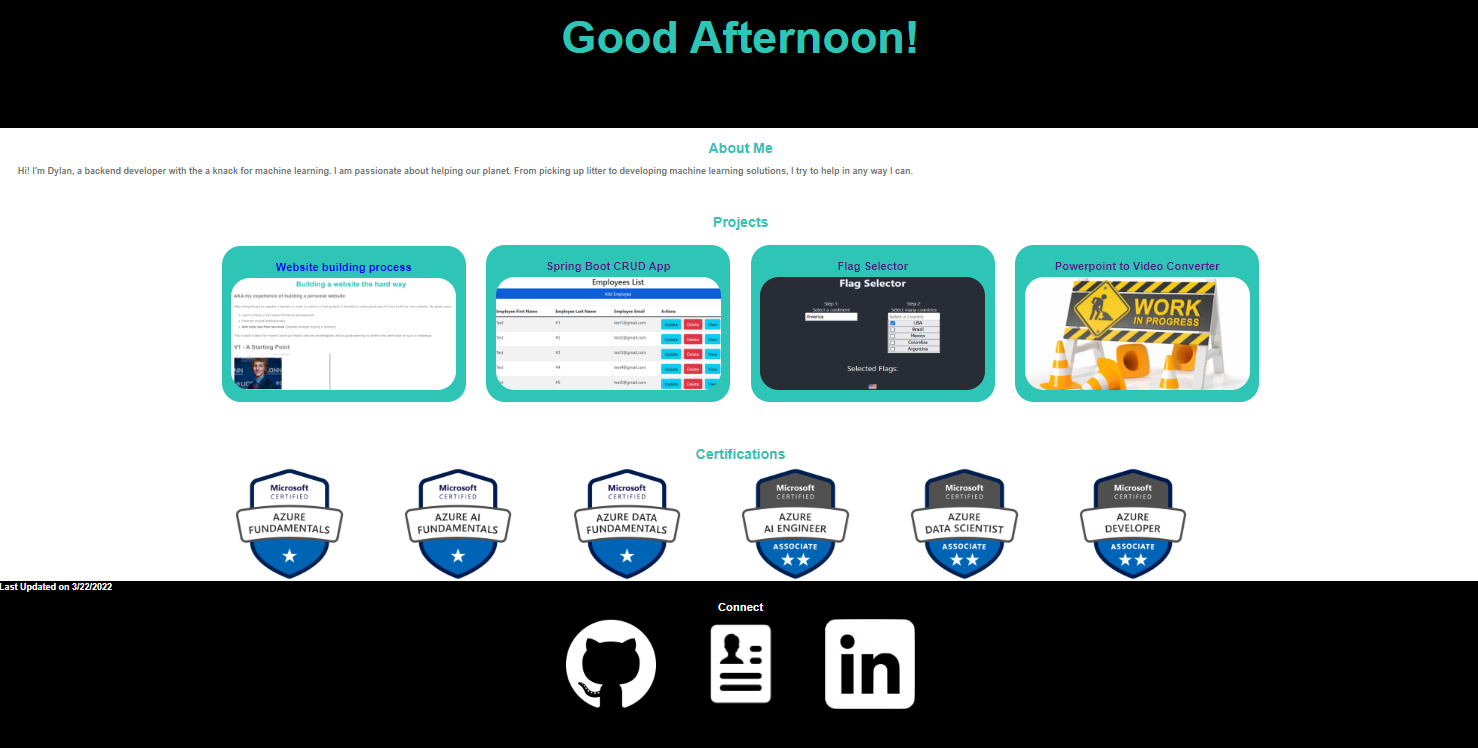 Good Afternoon!
About Me
Hi! I'm Dylan, a backend developer with the a knack for machine learning. I am passionate about helping our planet. From picking up litter to developing machine learning solutions, I try to help in any way I can.
Projects
Website building process
Building a website the hard way
AKA my experience of building a personal website
V1 - A Starting Point
Spring Boot CRUD App
Employees List
Add Employee
Employee First Name Employee Last Name Employee Email Actions
Test #1 test1@gmail.com Update Delete View
Test #2 test2@gmail.com Update Delete View
Test #3 test3@gmail.com Update Delete View
Test #4 test4@gmail.com Update Delete View
#5 test5@gmail.com Update Delete View
Flag Selector
Flag Selector
Step 1: Step 2:
Select a continent Select many countries
America Select a Country
USA
Brazil
Mexico
Colombia
Argentina
Selected Flags:
Powerpoint to Video Converter
WORK
IN PROGRESS
Certifications
Microsoft
CERTIFIED
AZURE
FUNDAMENTALS
Microsoft
CERTIFIED
AZURE AI
FUNDAMENTALS
Microsoft
CERTIFIED
AZURE DATA
FUNDAMENTALS
Microsoft
CERTIFIED
AZURE
AI ENGINEER
ASSOCIATE
Microsoft
CERTIFIED
AZURE
DATA SCIENTIST
ASSOCIATE
Microsoft
CERTIFIED
AZURE
DEVELOPER
ASSOCIATE
Last Updated on 3/22/2022
Connect
in